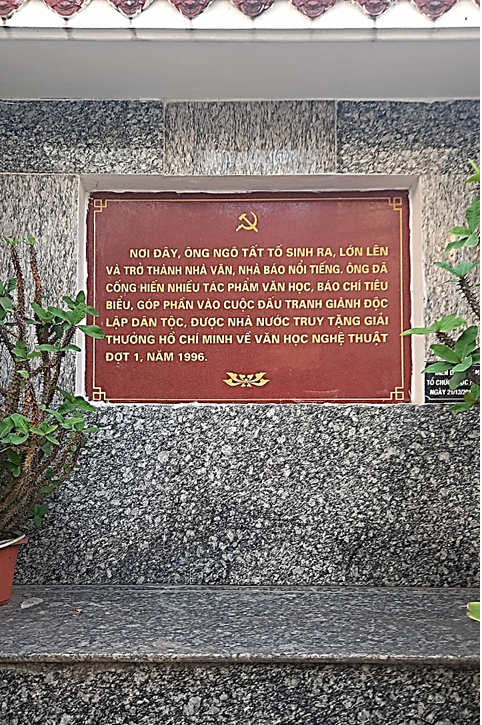 NƠI ĐÂY, ÔNG NGÔ TẤT TỐ SINH RA, LỚN LÊN
VÀ TRỞ THÀNH NHÀ VĂN, NHÀ BÁO NỔI TIẾNG. ÔNG ĐÃ
CỐNG HIẾN NHIỀU TÁC PHẨM VĂN HỌC, BÁO CHÍ TIÊU
BIỂU, GÓP PHẦN VÀO CUỘC ĐẤU TRANH GIÀNH ĐỘC
LẬP DÂN TỘC, ĐƯỢC NHÀ NƯỚC TRUY TẶNG GIẢI
THƯỞNG HỒ CHÍ MINH VỀ VĂN HỌC NGHỆ THUẬT
ĐỢT 1, NĂM 1996.
TỔ CHỨC
NGÀY